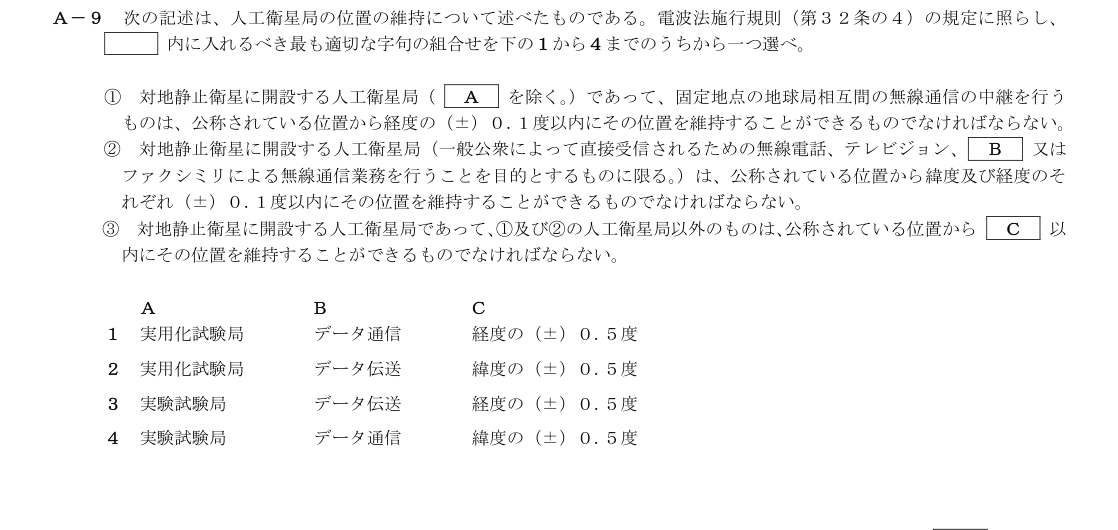 Ａ－９　次の記述は、人工衛星局の位置の維持について述べたものである。電波法施行規則（第３２条の４）の規定に照らし、
内に入れるべき最も適切な字句の組合せを下の１から４までのうちから一つ選べ。
①　対地静止衛星に開設する人工衛星局（ A を除く。）であって、固定地点の地球局相互間の無線通信の中継を行う
ものは、公称されている位置から経度の（±）０.１度以内にその位置を維持することができるものでなければならない。
②　対地静止衛星に開設する人工衛星局（一般公衆によって直接受信されるための無線電話、テレビジョン、 B 又は
ファクシミリによる無線通信業務を行うことを目的とするものに限る。）は、公称されている位置から緯度及び経度のそ
れぞれ（±）０.１度以内にその位置を維持することができるものでなければならない。
③　対地静止衛星に開設する人工衛星局であって、①及び②の人工衛星局以外のものは、公称されている位置から C 以
内にその位置を維持することができるものでなければならない。
A B C
1 実用化試験局 データ通信 経度の（±）０.５度
2 実用化試験局 データ伝送 緯度の（±）０.５度
3 実験試験局 データ伝送 経度の（±）０.５度
4 実験試験局 データ通信 緯度の（±）０.５度